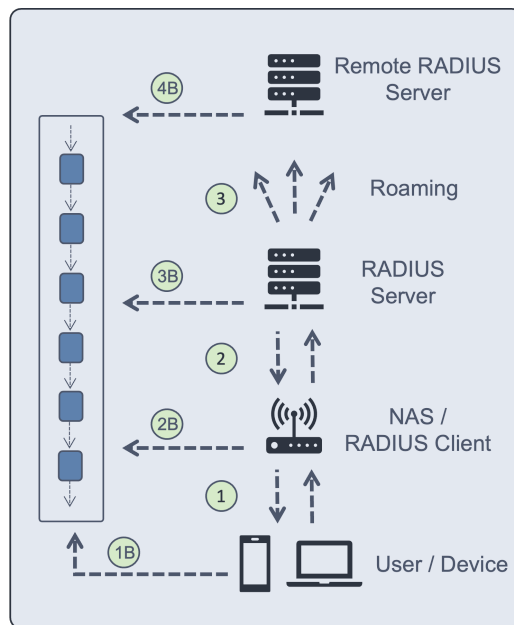 Remote RADIUS
Server
4B
3
Roaming
3B
RADIUS
Server
2
2B
NAS /
RADIUS Client
1
1B
User / Device